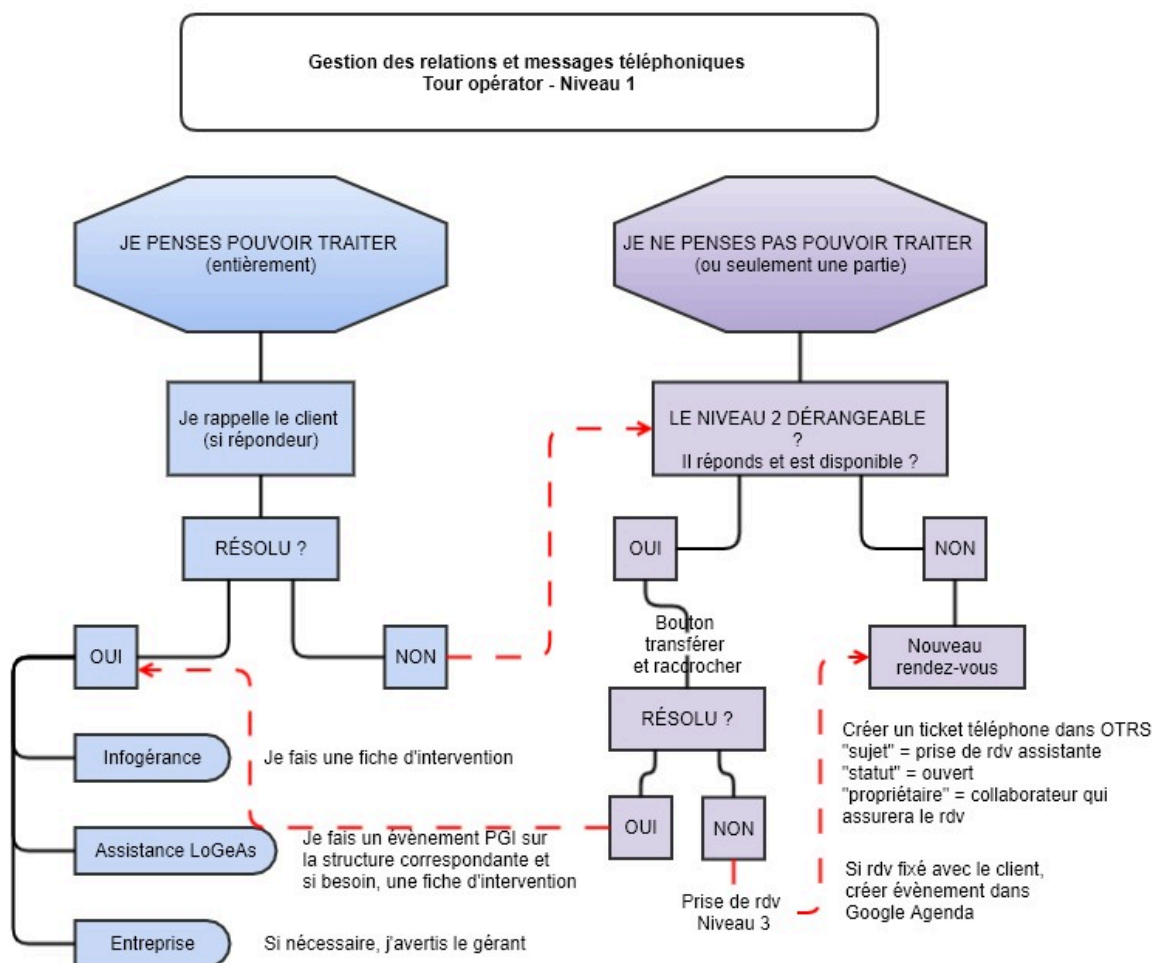 Gestion des relations et messages téléphoniques
Tour opérator - Niveau 1
JE PENSES POUVOIR TRAITER
(entièrement)
JE NE PENSES PAS POUVOIR TRAITER
(ou seulement une partie)
Je rappelle le client
(si répondeur)
LE NIVEAU 2 DÉRANGEABLE
?
Il réponds et est disponible ?
RÉSOLU ?
OUI
NON
OUI
NON
Bouton
transférer
et raccrocher
Nouveau
rendez-vous
RÉSOLU ?
Infogérance
Je fais une fiche d'intervention
Créer un ticket téléphone dans OTRS
"sujet" = prise de rdv assistante
"statut" = ouvert
"propriétaire" = collaborateur qui
assurera le rdv
OUI
NON
Assistance LoGeAs
Je fais un évènement PGI sur
la structure correspondante et
si besoin, une fiche d'intervention
Si rdv fixé avec le client,
créer évènement dans
Google Agenda
Prise de rdv
Niveau 3
Entreprise
Si nécessaire, j'avertis le gérant